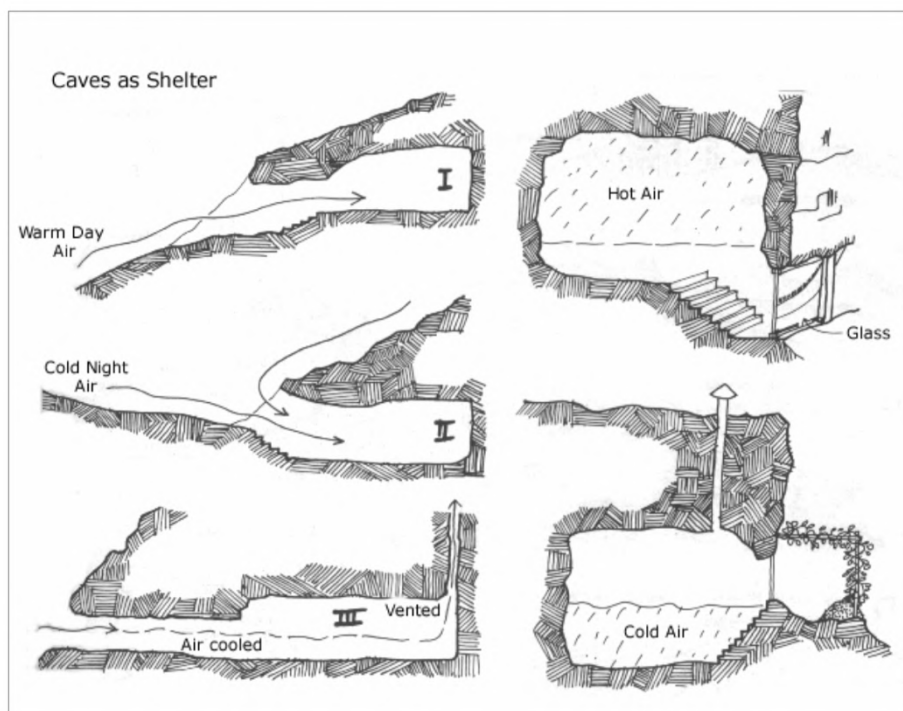 Caves as Shelter
I
Warm Day
Air
Hot Air
Glass
Cold Night
Air
II
III
Vented
Air cooled
Cold Air